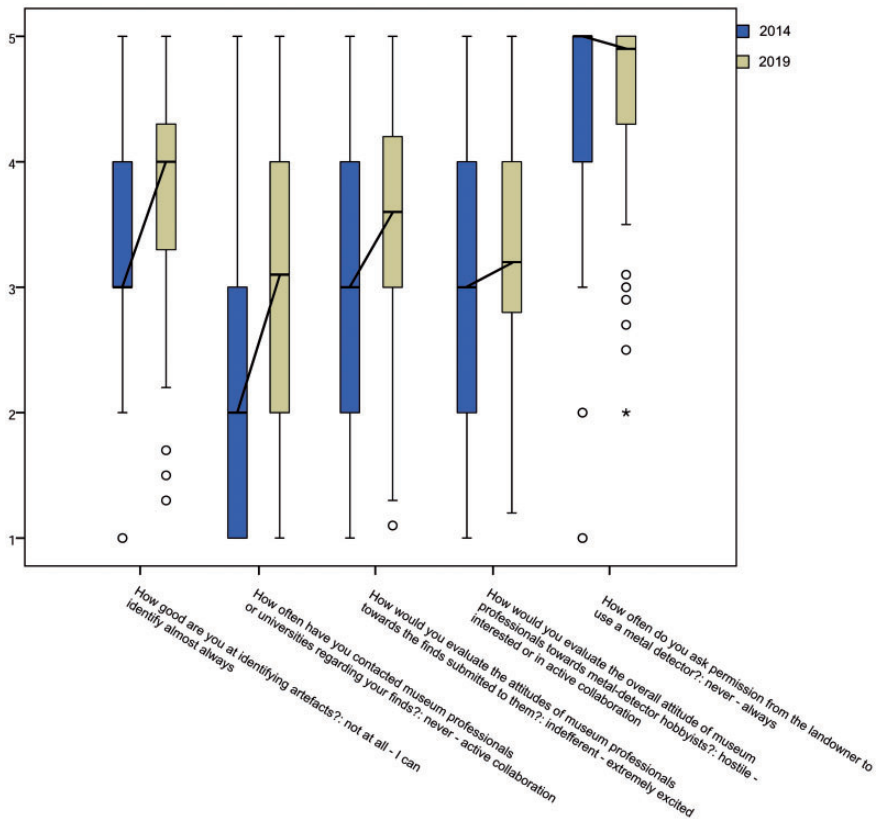 5
4
3
2
1
2014
2019
How good are you at identifying artefacts?: not at all - I can
identify almost always
How often have you contacted museum professionals
or universities regarding your finds?: never - active collaboration
How would you evaluate the attitudes of museum professionals
towards the finds submitted to them?: indefferent - extremely excited
How would you evaluate the overall attitude of museum
professionals towards metal-detector hobbyists?: hostile -
interested or in active collaboration
How often do you ask permission from the landowner to
use a metal detector?: never - always